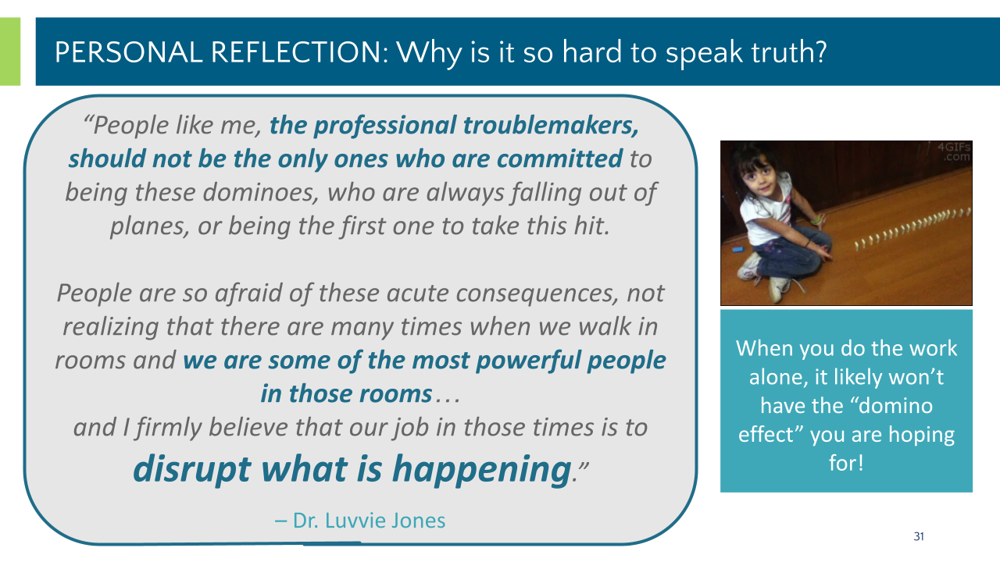 PERSONAL REFLECTION: Why is it so hard to speak truth?
“People like me, the professional troublemakers,
should not be the only ones who are committed to
being these dominoes, who are always falling out of
planes, or being the first one to take this hit.
People are so afraid of these acute consequences, not
realizing that there are many times when we walk in
rooms and we are some of the most powerful people
in those rooms…
and I firmly believe that our job in those times is to
disrupt what is happening.”
– Dr. Luvvie Jones
4GIFs
.com
When you do the work
alone, it likely won’t
have the “domino
effect” you are hoping
for!
31